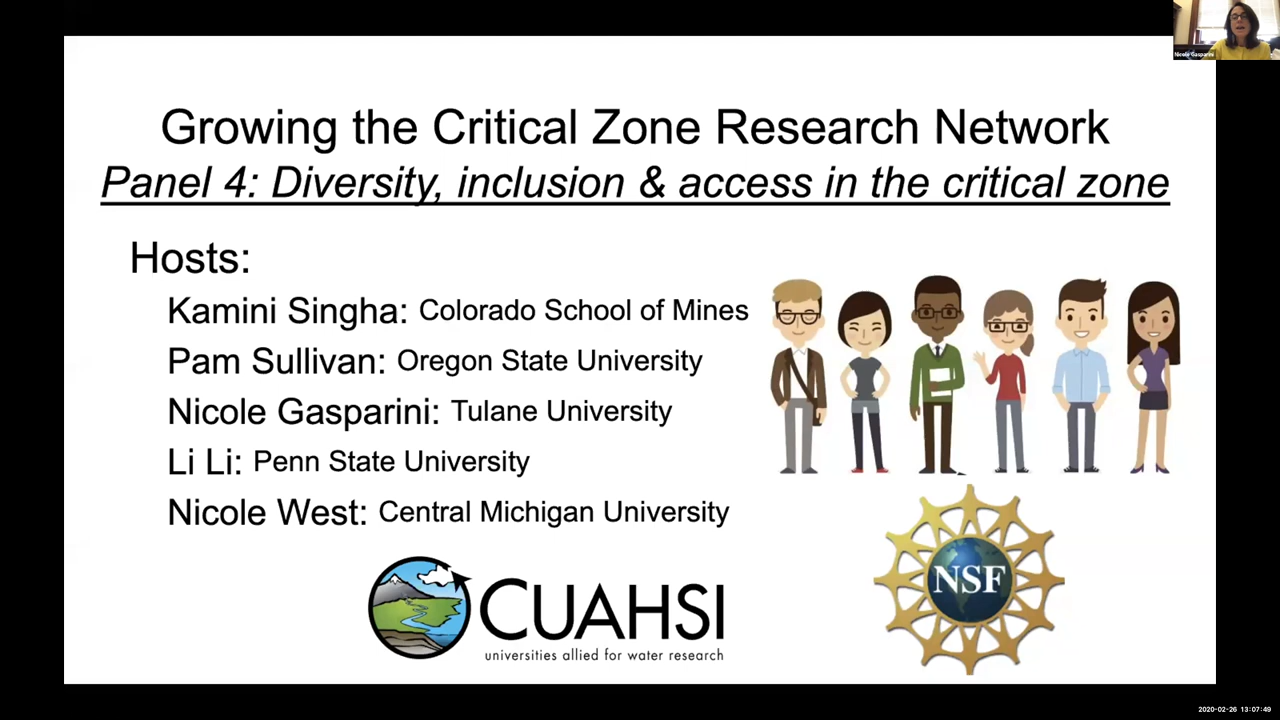 Nicole Gasparini
Growing the Critical Zone Research Network
Panel 4: Diversity, inclusion & access in the critical zone
Hosts:
Kamini Singha: Colorado School of Mines
Pam Sullivan: Oregon State University
Nicole Gasparini: Tulane University
Li Li: Penn State University
Nicole West: Central Michigan University
CUAHSI
universities allied for water research
NSF
2020-02-26 13:07:49